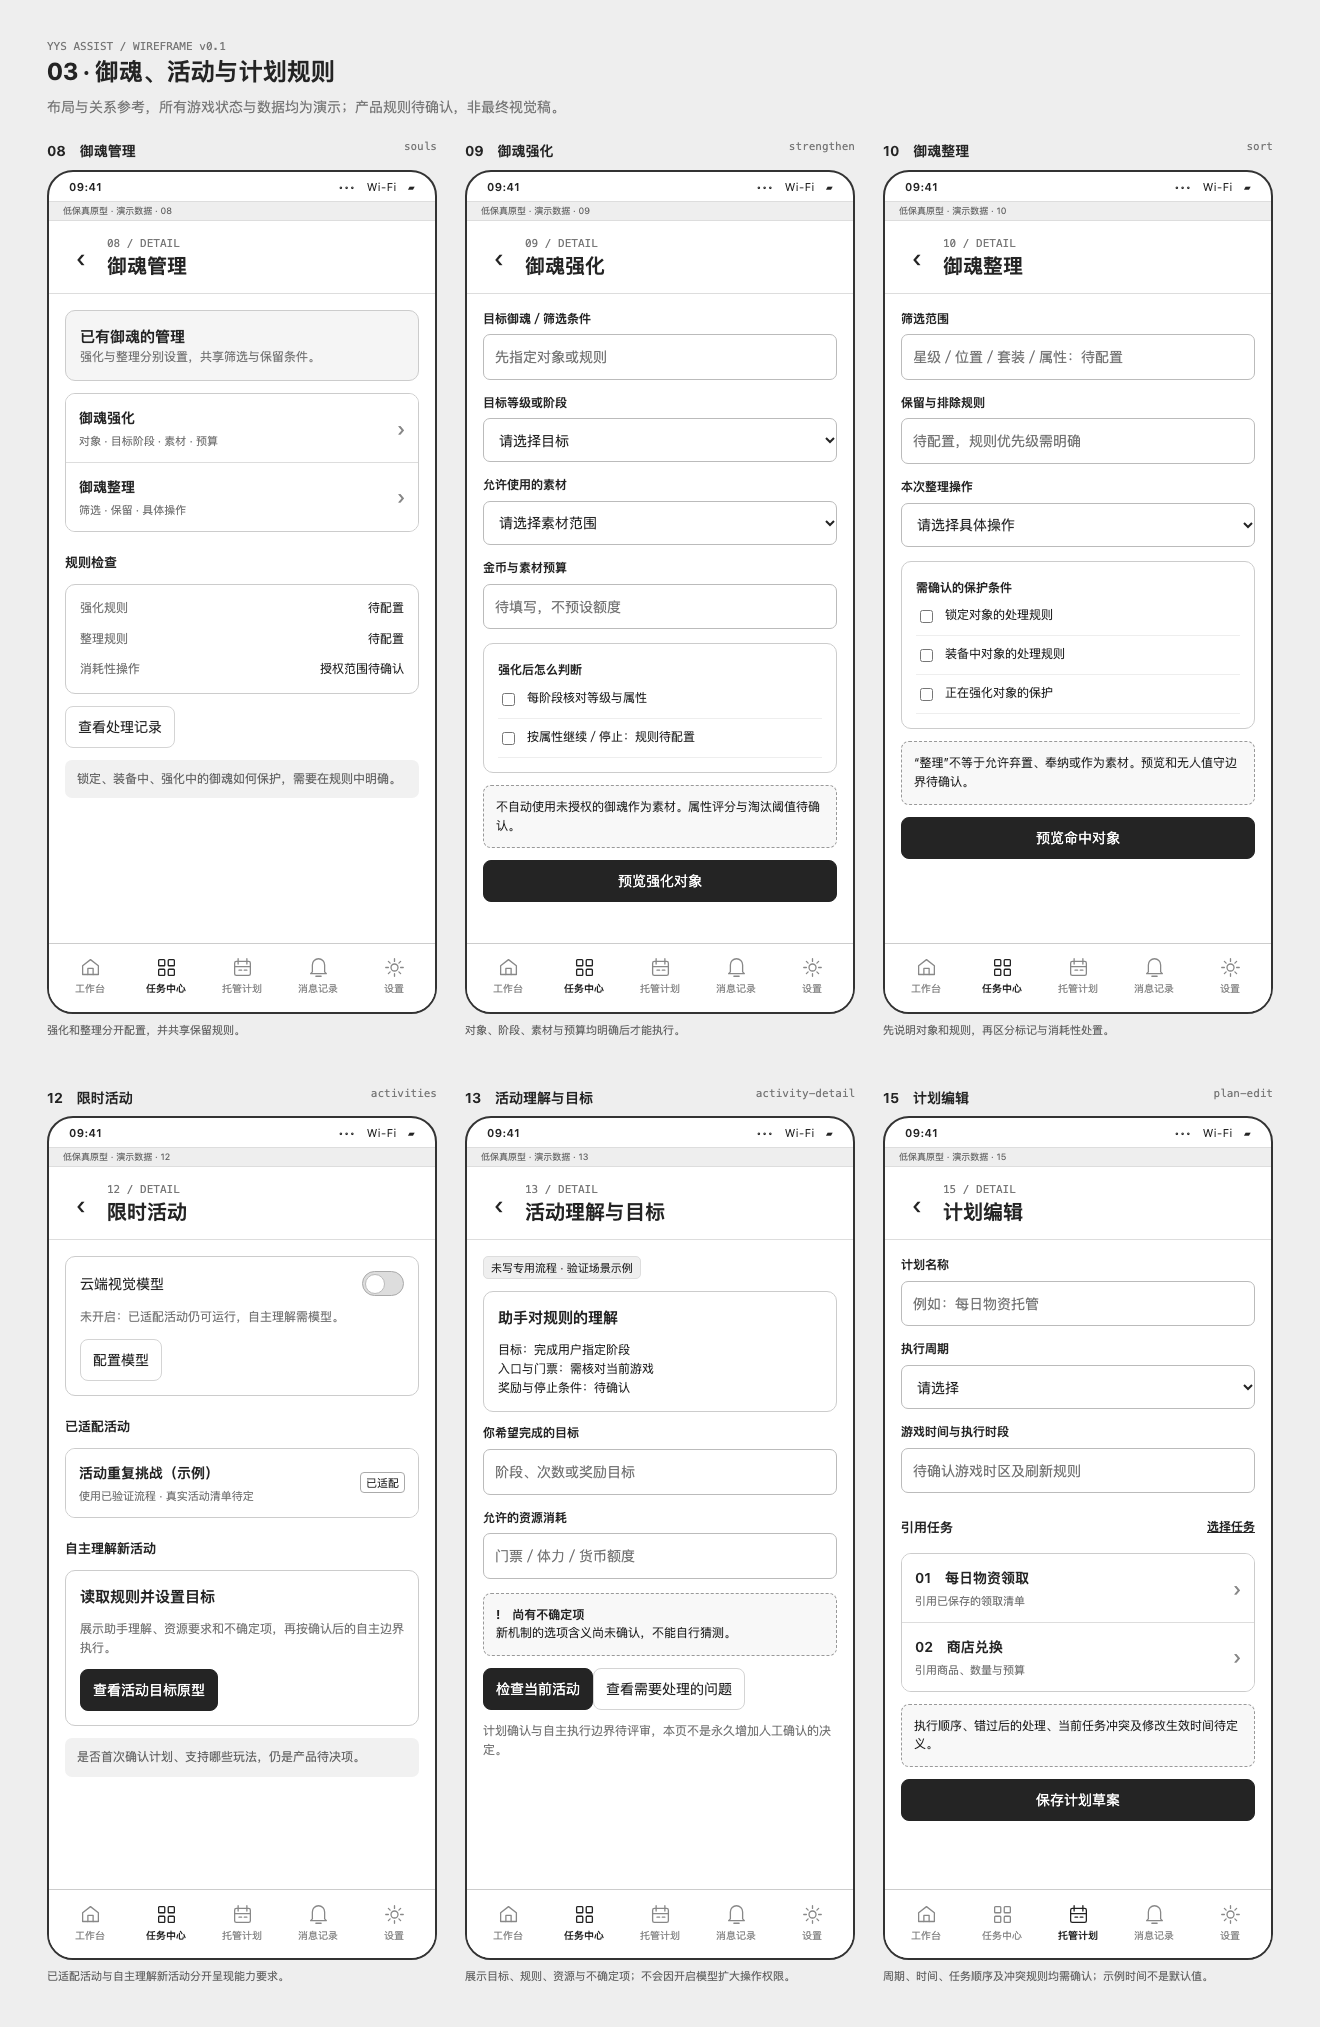 YYS ASSIST / WIREFRAME v0.1
03 · 御魂、活动与计划规则
布局与关系参考，所有游戏状态与数据均为演示；产品规则待确认，非最终视觉稿。
08 御魂管理 souls
09:41 ••• Wi-Fi
低保真原型 · 演示数据 · 08
‹
08 / DETAIL
御魂管理
已有御魂的管理
强化与整理分别设置，共享筛选与保留条件。
御魂强化
对象 · 目标阶段 · 素材 · 预算
›
御魂整理
筛选 · 保留 · 具体操作
›
规则检查
强化规则 待配置
整理规则 待配置
消耗性操作 授权范围待确认
查看处理记录
锁定、装备中、强化中的御魂如何保护，需要在规则中明确。
工作台 任务中心 托管计划 消息记录 设置
强化和整理分开配置，并共享保留规则。
09 御魂强化 strengthen
09:41 ••• Wi-Fi
低保真原型 · 演示数据 · 09
‹
09 / DETAIL
御魂强化
目标御魂 / 筛选条件
先指定对象或规则
目标等级或阶段
请选择目标
允许使用的素材
请选择素材范围
金币与素材预算
待填写，不预设额度
强化后怎么判断
每阶段核对等级与属性
按属性继续 / 停止：规则待配置
不自动使用未授权的御魂作为素材。属性评分与淘汰阈值待确
认。
预览强化对象
工作台 任务中心 托管计划 消息记录 设置
对象、阶段、素材与预算均明确后才能执行。
10 御魂整理 sort
09:41 ••• Wi-Fi
低保真原型 · 演示数据 · 10
‹
10 / DETAIL
御魂整理
筛选范围
星级 / 位置 / 套装 / 属性：待配置
保留与排除规则
待配置，规则优先级需明确
本次整理操作
请选择具体操作
需确认的保护条件
锁定对象的处理规则
装备中对象的处理规则
正在强化对象的保护
“整理”不等于允许弃置、奉纳或作为素材。预览和无人值守边
界待确认。
预览命中对象
工作台 任务中心 托管计划 消息记录 设置
先说明对象和规则，再区分标记与消耗性处置。
12 限时活动 activities
09:41 ••• Wi-Fi
低保真原型 · 演示数据 · 12
‹
12 / DETAIL
限时活动
云端视觉模型
未开启：已适配活动仍可运行，自主理解需模型。
配置模型
已适配活动
活动重复挑战（示例）
使用已验证流程 · 真实活动清单待定
已适配
自主理解新活动
读取规则并设置目标
展示助手理解、资源要求和不确定项，再按确认后的自主边界
执行。
查看活动目标原型
是否首次确认计划、支持哪些玩法，仍是产品待决项。
工作台 任务中心 托管计划 消息记录 设置
已适配活动与自主理解新活动分开呈现能力要求。
13 活动理解与目标 activity-detail
09:41 ••• Wi-Fi
低保真原型 · 演示数据 · 13
‹
13 / DETAIL
活动理解与目标
未写专用流程 · 验证场景示例
助手对规则的理解
目标：完成用户指定阶段
入口与门票：需核对当前游戏
奖励与停止条件：待确认
你希望完成的目标
阶段、次数或奖励目标
允许的资源消耗
门票 / 体力 / 货币额度
! 尚有不确定项
新机制的选项含义尚未确认，不能自行猜测。
检查当前活动 查看需要处理的问题
计划确认与自主执行边界待评审，本页不是永久增加人工确认的决
定。
工作台 任务中心 托管计划 消息记录 设置
展示目标、规则、资源与不确定项；不会因开启模型扩大操作权限。
15 计划编辑 plan-edit
09:41 ••• Wi-Fi
低保真原型 · 演示数据 · 15
‹
15 / DETAIL
计划编辑
计划名称
例如：每日物资托管
执行周期
请选择
游戏时间与执行时段
待确认游戏时区及刷新规则
引用任务 选择任务
01 每日物资领取
引用已保存的领取清单
›
02 商店兑换
引用商品、数量与预算
›
执行顺序、错过后的处理、当前任务冲突及修改生效时间待定
义。
保存计划草案
工作台 任务中心 托管计划 消息记录 设置
周期、时间、任务顺序及冲突规则均需确认；示例时间不是默认值。